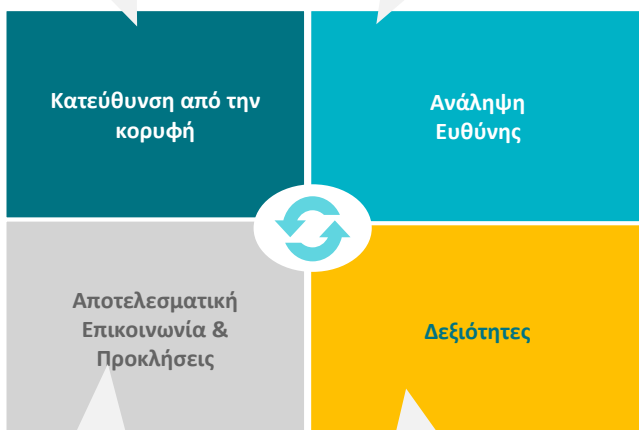 Κατεύθυνση από την
κορυφή
Ανάληψη
Ευθύνης
Αποτελεσματική
Επικοινωνία &
Προκλήσεις
Δεξιότητες